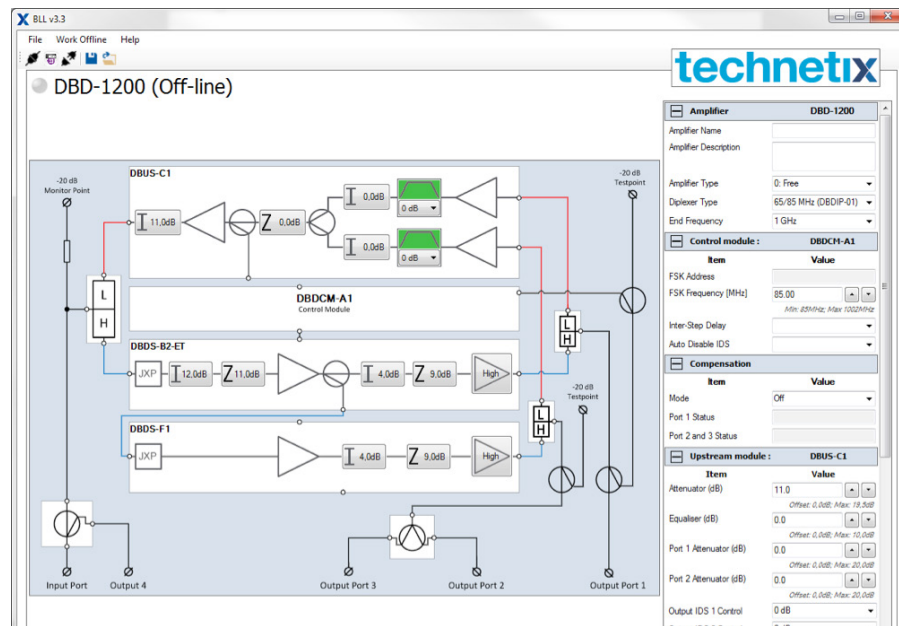 BLL v3.3
File Work Offline Help
technetix
DBD-1200 (Off-line)
Amplifier DBD-1200
Amplifier Name
Amplifier Description
Amplifier Type 0: Free
Diplexer Type 65/85 MHz (DBDIP-01)
End Frequency 1 GHz
Control module : DBDCM-A1
Item Value
FSK Address
FSK Frequency [MHz] 85.00
Min: 85MHz; Max 1002MHz
Inter-Step Delay
Auto Disable IDS
Compensation
Item Value
Mode Off
Port 1 Status
Port 2 and 3 Status
Upstream module : DBUS-C1
Item Value
Attenuator (dB) 11.0
Offset: 0,0dB; Max: 19,5dB
Equaliser (dB) 0.0
Offset: 0,0dB; Max: 10,0dB
Port 1 Attenuator (dB) 0.0
Offset: 0,0dB; Max: 20,0dB
Port 2 Attenuator (dB) 0.0
Offset: 0,0dB; Max: 20,0dB
Output IDS 1 Control 0 dB
-20 dB
Monitor Point
DBUS-C1
-20 dB
Testpoint
0,0dB
0 dB
11,0dB
Z 0,0dB
0,0dB
0 dB
L
H
DBDCM-A1
Control Module
L
H
DBDS-B2-ET
JXP
12,0dB
Z 11,0dB
4,0dB
Z 9,0dB
High
-20 dB
Testpoint
L
H
DBDS-F1
JXP
4,0dB
Z 9,0dB
High
Input Port
Output 4
Output Port 3
Output Port 2
Output Port 1